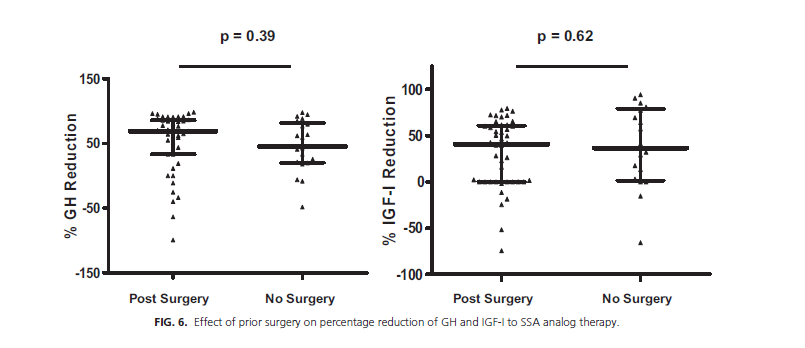 p = 0.39
p = 0.62
% GH Reduction
150
50
-50
-150
Post Surgery
No Surgery
% IGF-I Reduction
100
50
0
-50
-100
Post Surgery
No Surgery
FIG. 6. Effect of prior surgery on percentage reduction of GH and IGF-I to SSA analog therapy.